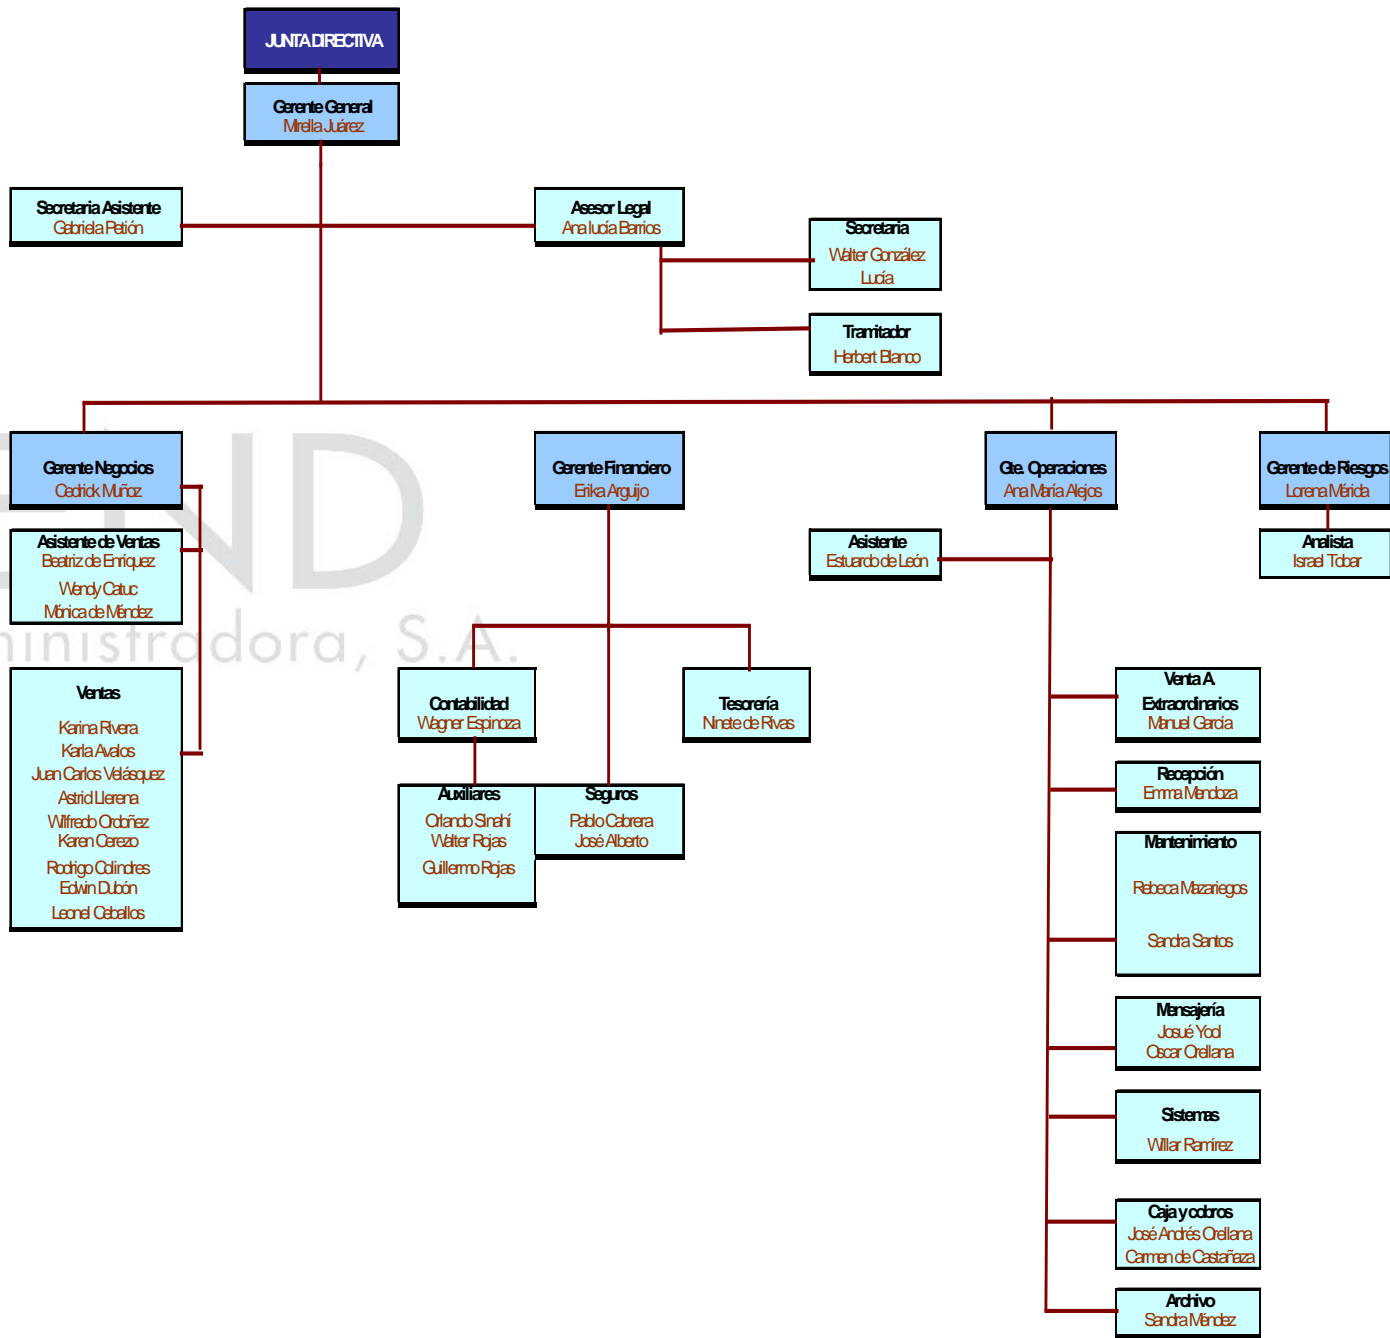 JUNTA DIRECTIVA
Gerente General
Mirella Juárez
Secretaria Asistente
Gabriela Petión
Asesor Legal
Ana lucía Barrios
Secretaria
Walter González
Lucía
Tramitador
Herbert Blanco
Gerente Negocios
Cedrick Muñoz
Gerente Financiero
Erika Arguijo
Gte. Operaciones
Ana María Alejos
Gerente de Riesgos
Lorena Mérida
Asistente de Ventas
Beatriz de Enríquez
Wendy Catuc
Mónica de Méndez
Asistente
Estuardo de León
Analista
Israel Tobar
END
ministradora, S.A.
Ventas
Karina Rivera
Karla Avalos
Juan Carlos Velásquez
Astrid Llerena
Wilfredo Ordoñez
Karen Cerezo
Rodrigo Colindres
Edwin Dubón
Leonel Ceballos
Contabilidad
Wagner Espinoza
Tesorería
Ninete de Rivas
Auxiliares
Orlando Sinahí
Walter Rojas
Guillermo Rojas
Seguros
Pablo Cabrera
José Alberto
Venta A.
Extraordinarios
Manuel García
Recepción
Emma Mendoza
Mantenimiento
Rebeca Mazariegos
Sandra Santos
Mensajería
Josué Yool
Oscar Orellana
Sistemas
Willar Ramírez
Caja y cobros
José Andrés Orellana
Carmen de Castañaza
Archivo
Sandra Méndez